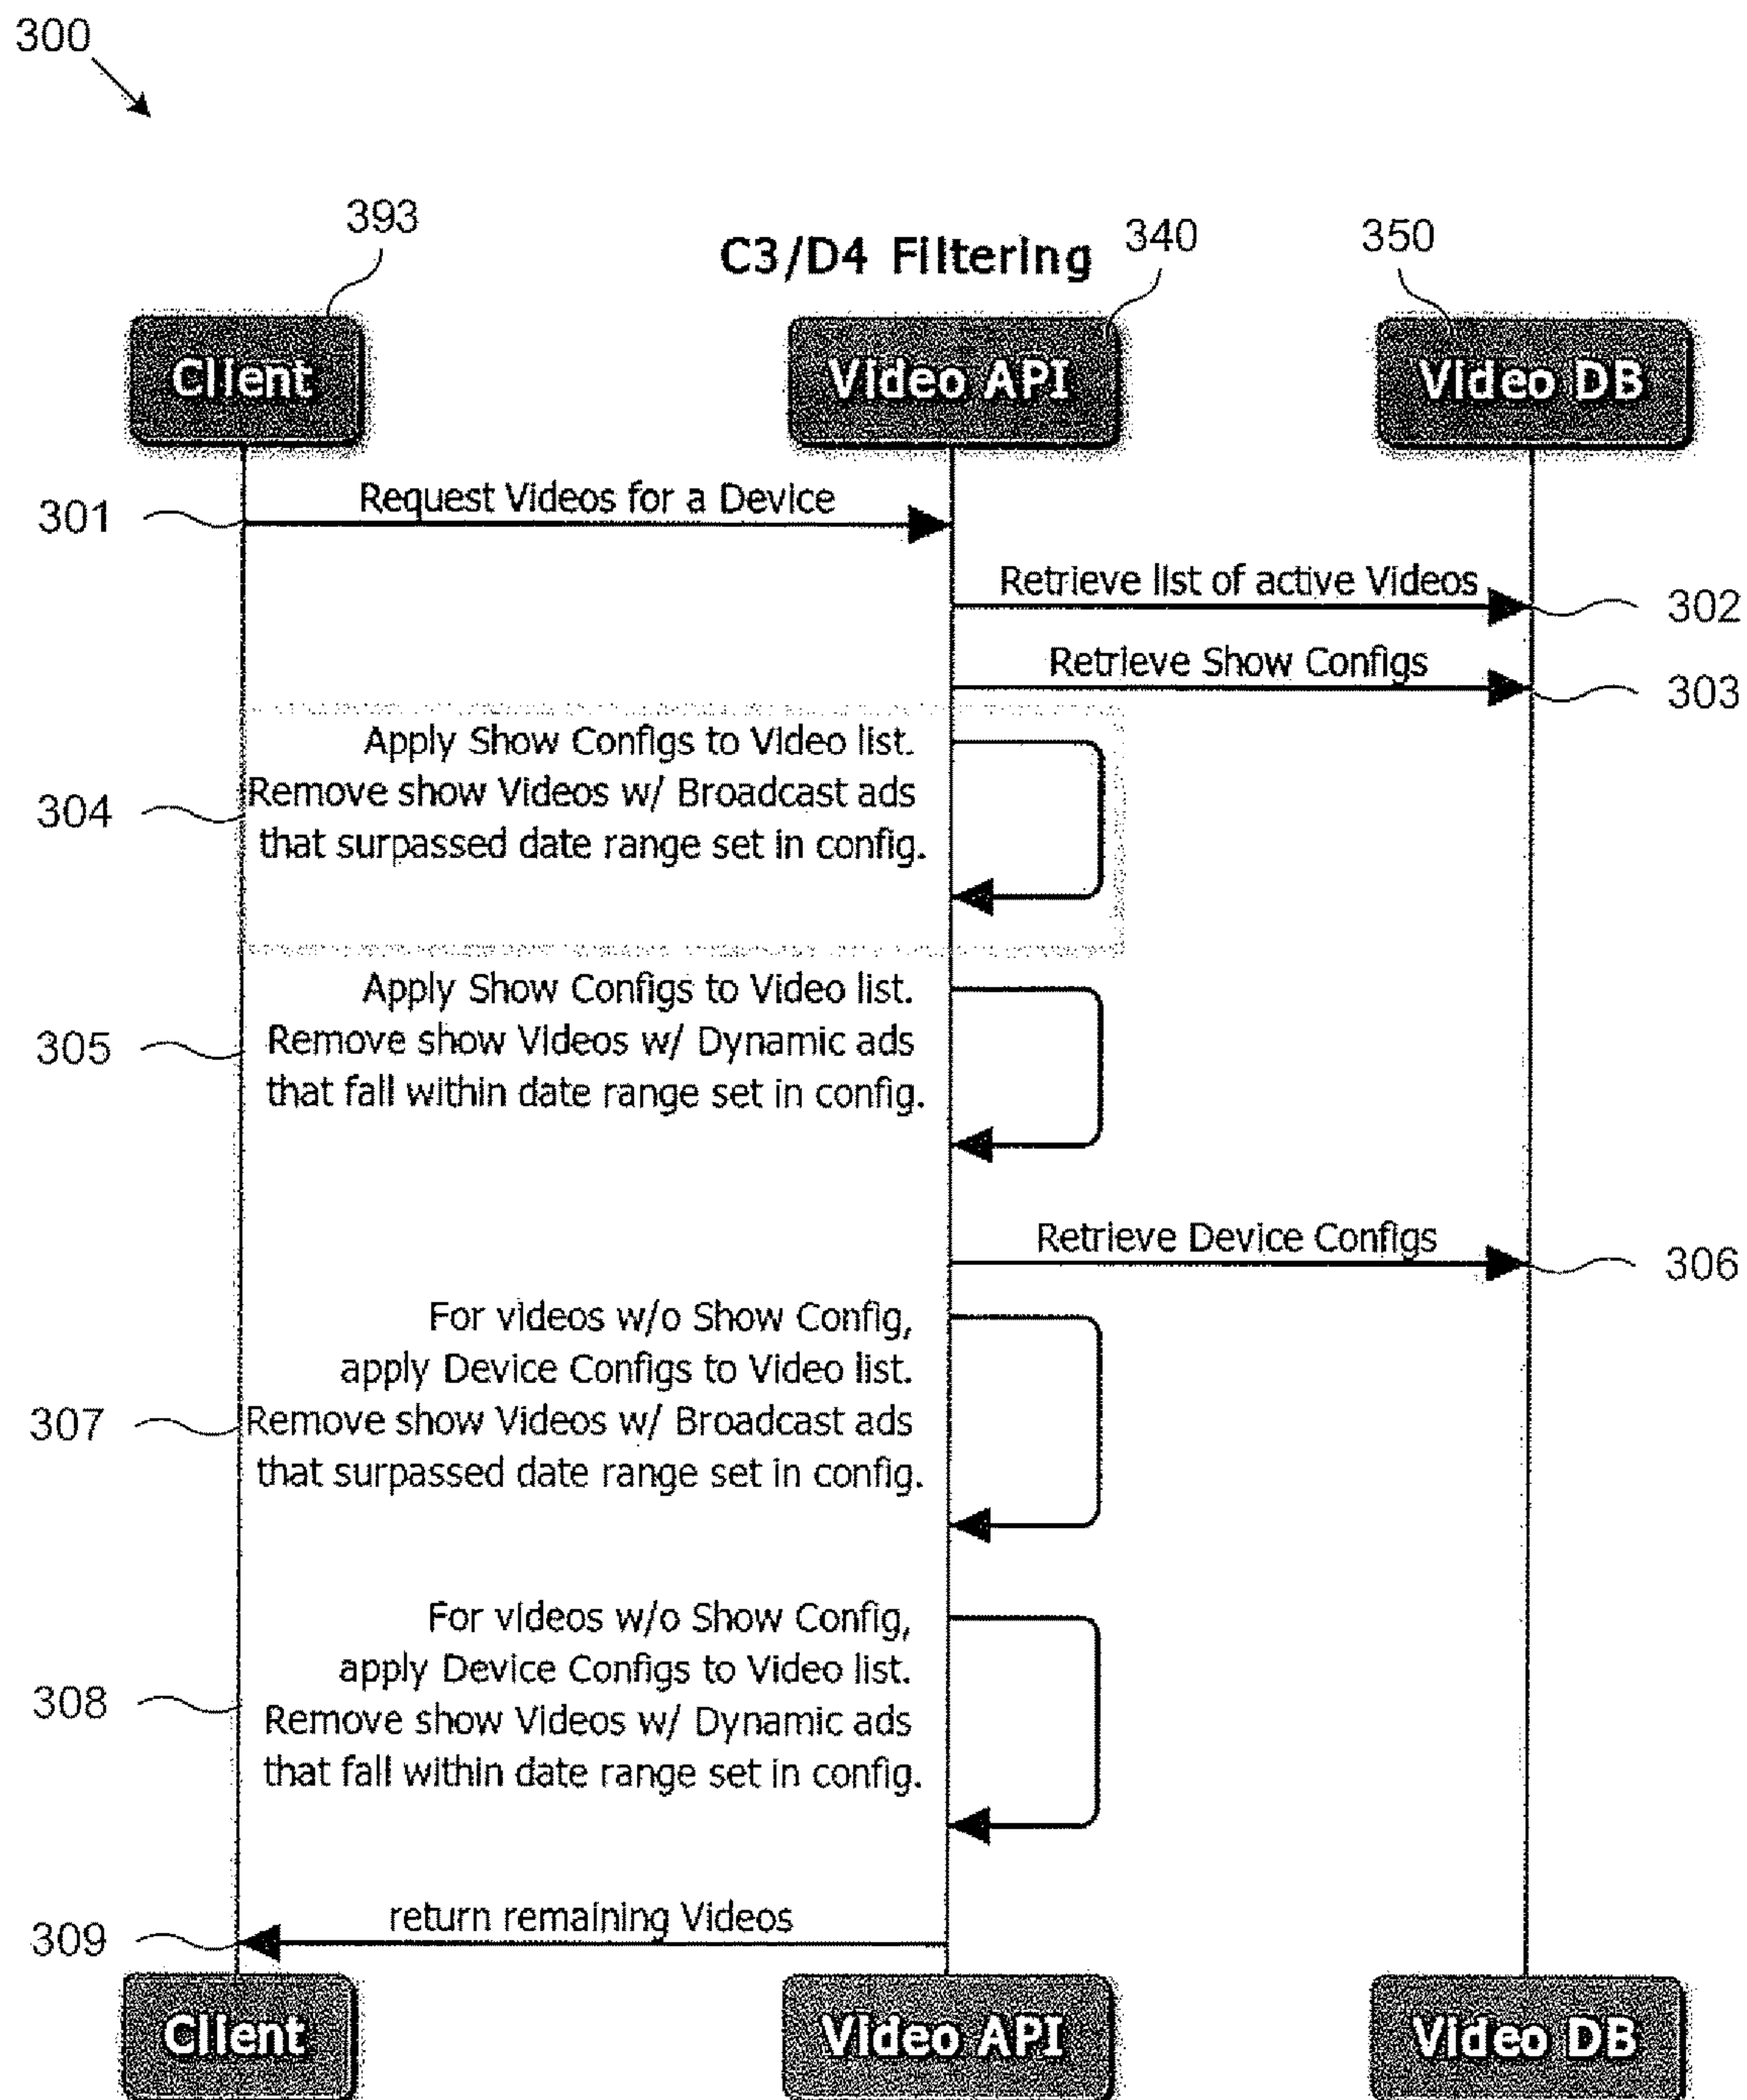 300
393
C3/D4 Filtering
340
350
Client
Video API
Video DB
301
Request Videos for a Device
Retrieve list of active Videos
302
Retrieve Show Configs
303
304
Apply Show Configs to Video list.
Remove show Videos w/ Broadcast ads
that surpassed date range set in config.
305
Apply Show Configs to Video list.
Remove show Videos w/ Dynamic ads
that fall within date range set in config.
Retrieve Device Configs
306
307
For videos w/o Show Config,
apply Device Configs to Video list.
Remove show Videos w/ Broadcast ads
that surpassed date range set in config.
308
For videos w/o Show Config,
apply Device Configs to Video list.
Remove show Videos w/ Dynamic ads
that fall within date range set in config.
309
return remaining Videos
Client
Video API
Video DB